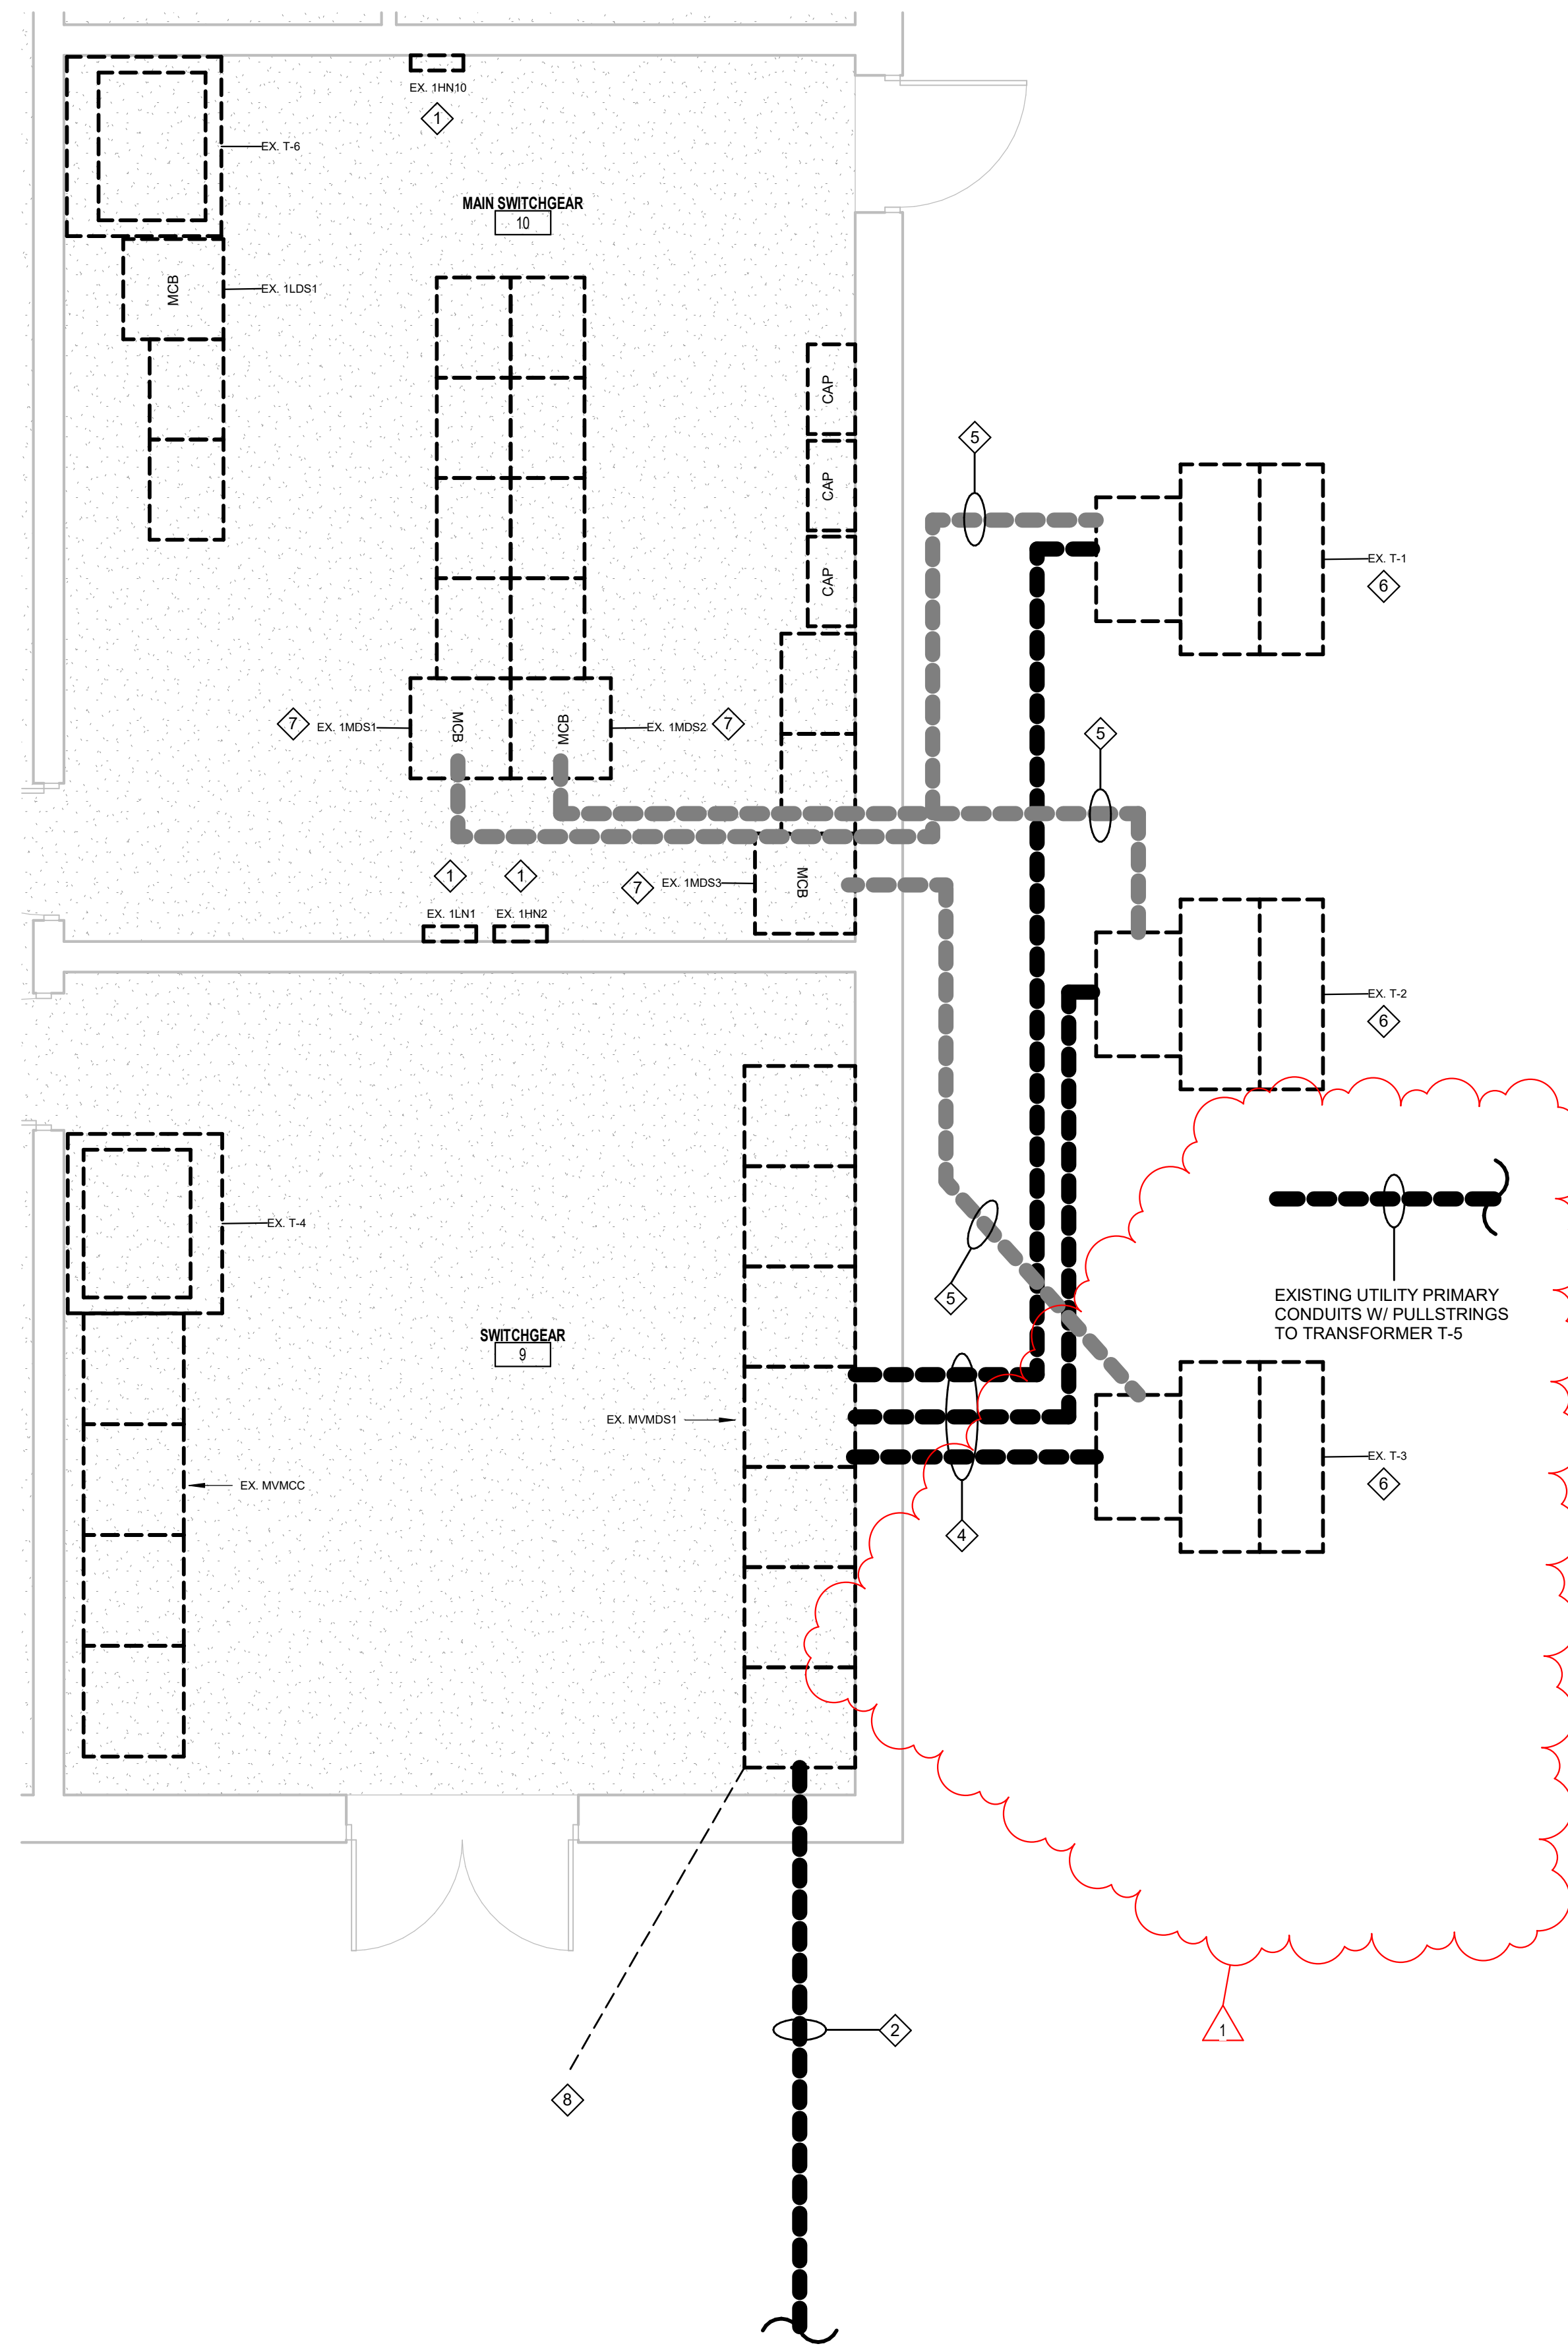 EX. 1HN10
1
EX. T-6
MAIN SWITCHGEAR
10
MCB
EX. 1LDS1
CAP
CAP
CAP
5
EX. T-1
6
7
EX. 1MDS1
MCB
MCB
EX. 1MDS2
7
5
1
1
7
EX. 1MDS3
MCB
EX. 1LN1
EX. 1HN2
EX. T-2
6
EX. T-4
5
EXISTING UTILITY PRIMARY
CONDUITS W/ PULLSTRINGS
TO TRANSFORMER T-5
SWITCHGEAR
9
EX. MVMDS1
EX. T-3
6
EX. MVMCC
4
2
1
8